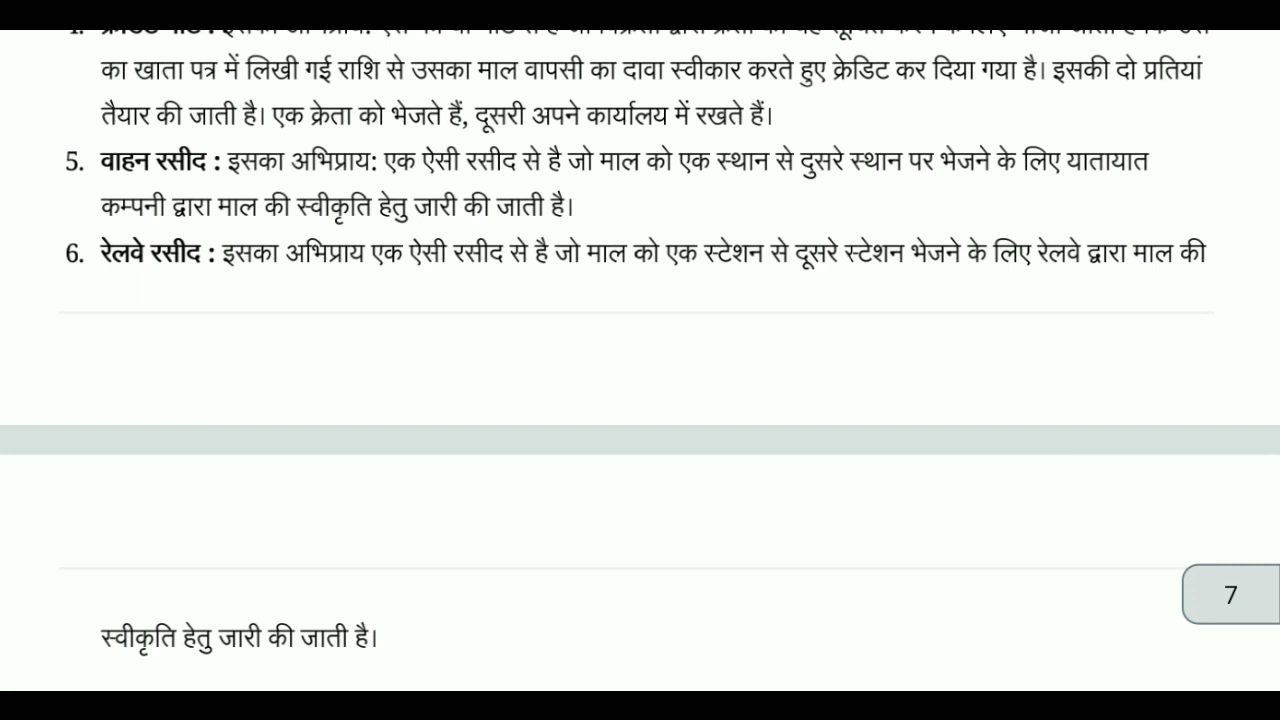 का खाता पत्र में लिखी गई राशि से उसका माल वापसी का दावा स्वीकार करते हुए क्रेडिट कर दिया गया है। इसकी दो प्रतियां
तैयार की जाती है। एक क्रेता को भेजते हैं, दूसरी अपने कार्यालय में रखते हैं।
5. वाहन रसीद : इसका अभिप्राय: एक ऐसी रसीद से है जो माल को एक स्थान से दुसरे स्थान पर भेजने के लिए यातायात
कम्पनी द्वारा माल की स्वीकृति हेतु जारी की जाती है।
6. रेलवे रसीद : इसका अभिप्राय एक ऐसी रसीद से है जो माल को एक स्टेशन से दूसरे स्टेशन भेजने के लिए रेलवे द्वारा माल की
7
स्वीकृति हेतु जारी की जाती है।